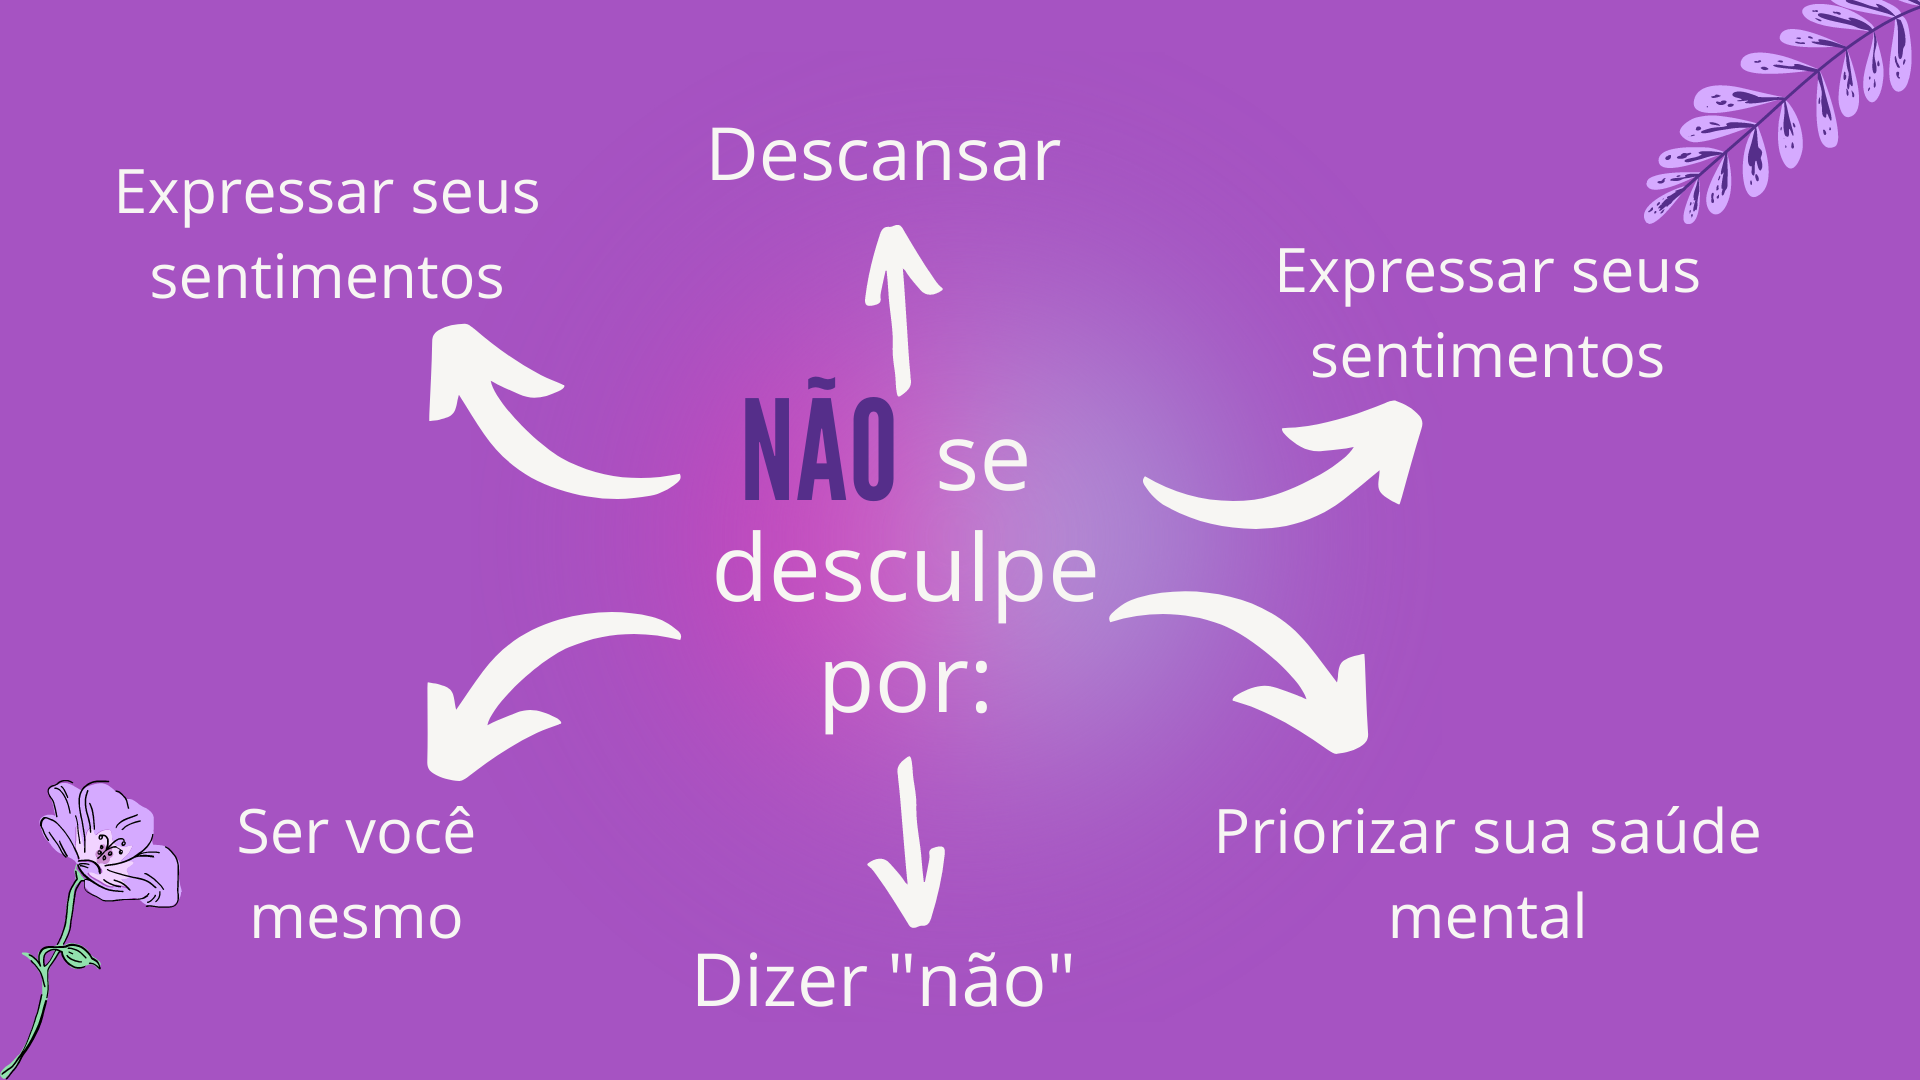 Descansar
Expressar seus
sentimentos
Expressar seus
sentimentos
NÃO se
desculpe
por:
Ser você
mesmo
Priorizar sua saúde
mental
Dizer "não"